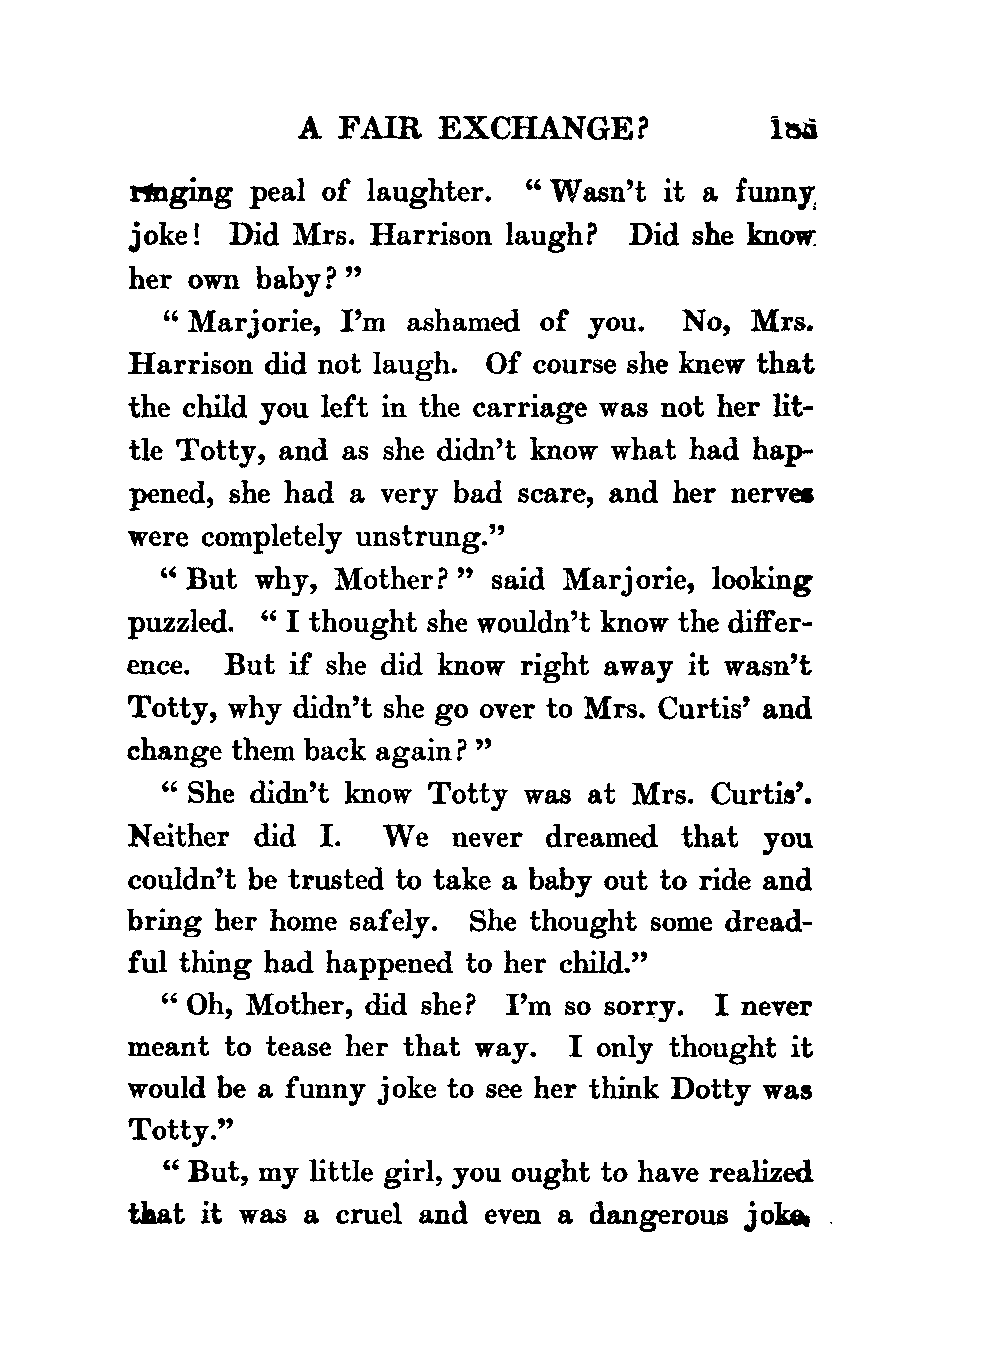 A FAIR EXCHANGE?
ringing peal of laughter. "Wasn't it a funny
joke! Did Mrs. Harrison laugh? Did she know
her own baby?"
"Marjorie, I'm ashamed of you. No, Mrs.
Harrison did not laugh. Of course she knew that
the child you left in the carriage was not her lit-
tle Totty, and as she didn't know what had hap-
pened, she had a very bad scare, and her nerves
were completely unstrung."
"But why, Mother?" said Marjorie, looking
puzzled. "I thought she wouldn't know the differ-
ence. But if she did know right away it wasn't
Totty, why didn't she go over to Mrs. Curtis' and
change them back again?"
"She didn't know Totty was at Mrs. Curtis'.
Neither did I. We never dreamed that you
couldn't be trusted to take a baby out to ride and
bring her home safely. She thought some dread-
ful thing had happened to her child."
"Oh, Mother, did she? I'm so sorry. I never
meant to tease her that way. I only thought it
would be a funny joke to see her think Dotty was
Totty."
"But, my little girl, you ought to have realized
that it was a cruel and even a dangerous joke.